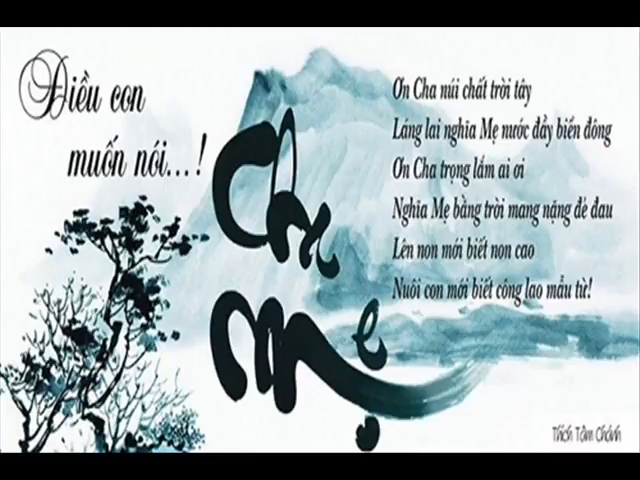 Điều con
muốn nói...!
Cha
Mẹ
Ơn Cha núi chất trời tây
Láng lai nghĩa Mẹ nước đầy biển đông
Ơn Cha trọng lắm ai ơi
Nghĩa Mẹ bằng trời mang nặng đẻ đau
Lên non mới biết non cao
Nuôi con mới biết công lao mẫu từ!
Thích Tâm Chánh